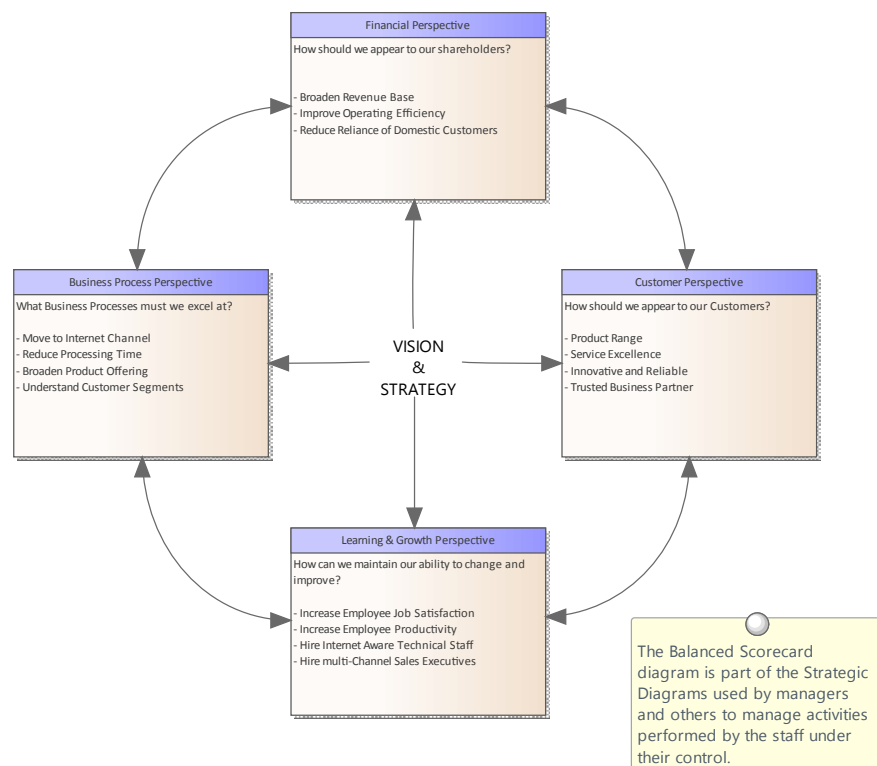 Financial Perspective
How should we appear to our shareholders?
- Broaden Revenue Base
- Improve Operating Efficiency
- Reduce Reliance of Domestic Customers
Business Process Perspective
What Business Processes must we excel at?
- Move to Internet Channel
- Reduce Processing Time
- Broaden Product Offering
- Understand Customer Segments
VISION
&
STRATEGY
Customer Perspective
How should we appear to our Customers?
- Product Range
- Service Excellence
- Innovative and Reliable
- Trusted Business Partner
Learning & Growth Perspective
How can we maintain our ability to change and
improve?
- Increase Employee Job Satisfaction
- Increase Employee Productivity
- Hire Internet Aware Technical Staff
- Hire multi-Channel Sales Executives
The Balanced Scorecard
diagram is part of the Strategic
Diagrams used by managers
and others to manage activities
performed by the staff under
their control.